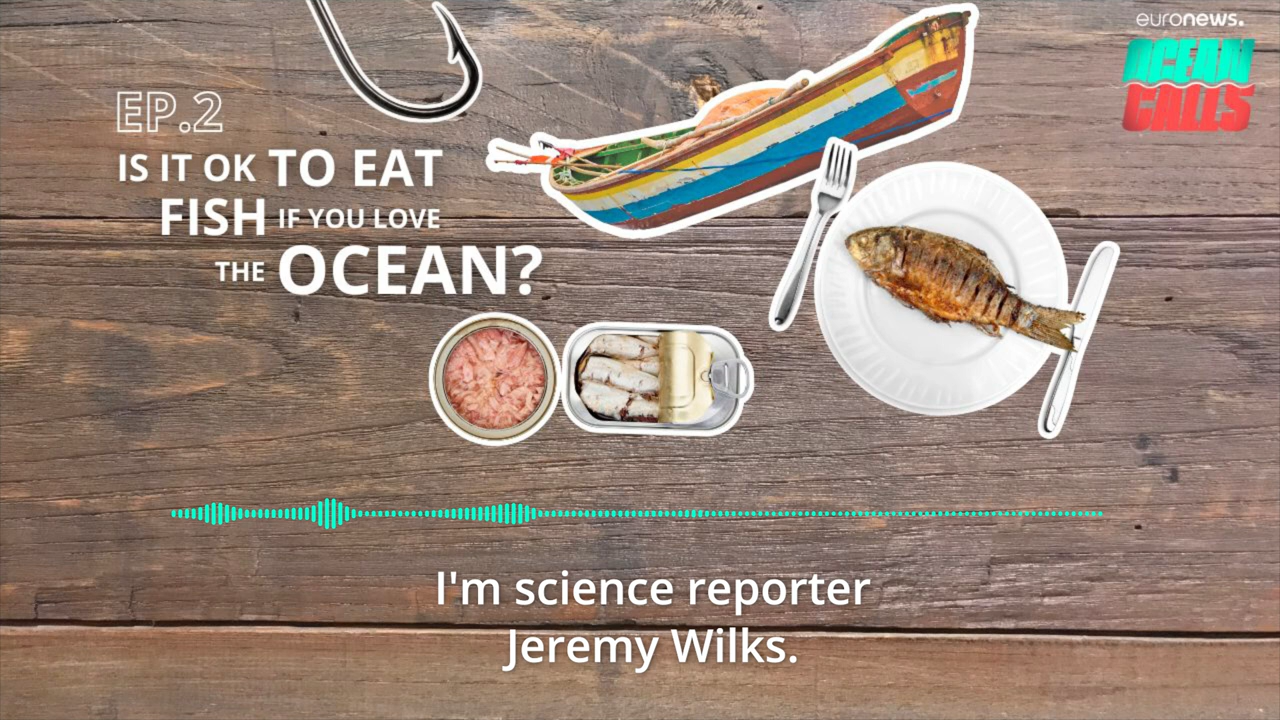 euronews.
OCEAN
CALLS
EP.2
IS IT OK TO EAT
FISH IF YOU LOVE
THE OCEAN?
I'm science reporter
Jeremy Wilks.